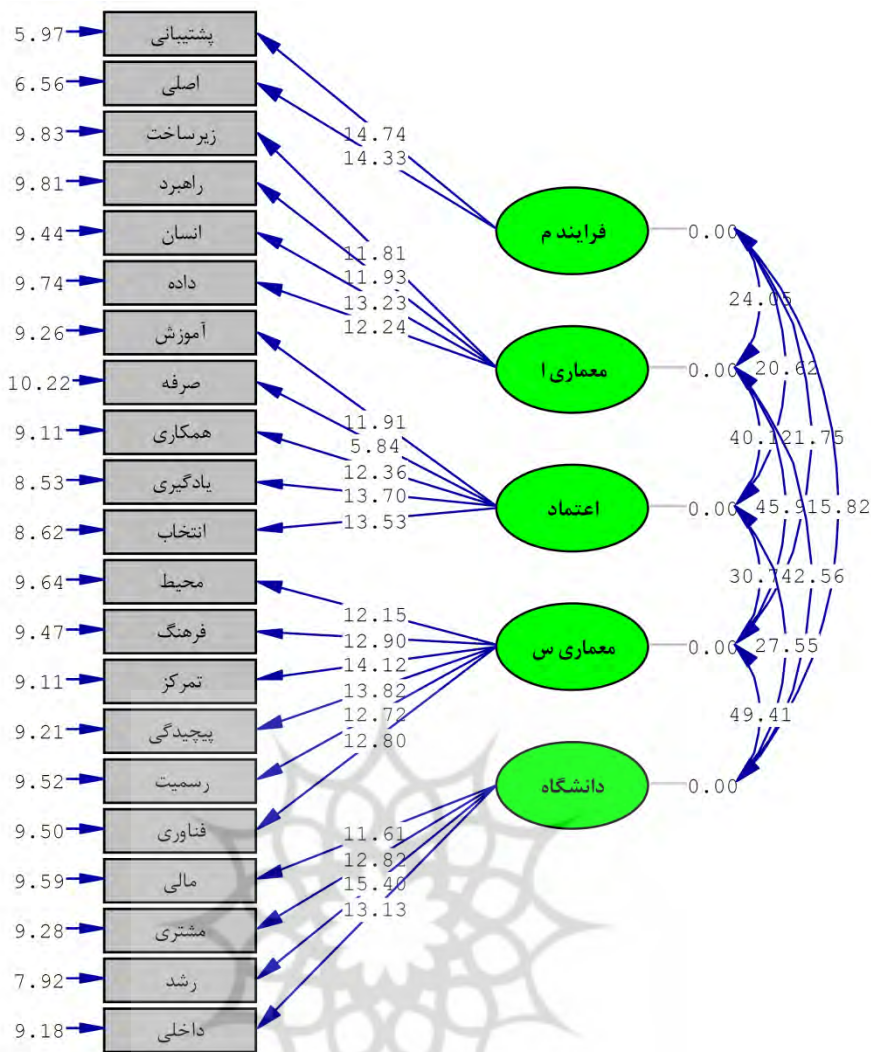 5.97 پشتیبانی
6.56 اصلی
9.83 زیرساخت
9.81 راهبرد
9.44 انسان
9.74 داده
9.26 آموزش
10.22 صرفه
9.11 همکاری
8.53 یادگیری
8.62 انتخاب
9.64 محیط
9.47 فرهنگ
9.11 تمرکز
9.21 پیچیدگی
9.52 رسمیت
9.50 فناوری
9.59 مالی
9.28 مشتری
7.92 رشد
9.18 داخلی
14.74
14.33
11.81
11.93
13.23
12.24
11.91
5.84
12.36
13.70
13.53
12.15
12.90
14.12
13.82
12.72
12.80
11.61
12.82
15.40
13.13
فرایند م 0.00
معماری ا 0.00
اعتماد 0.00
معماری س 0.00
دانشگاه 0.00
24.05
20.62
40.12
21.75
45.91
15.82
30.74
42.56
27.55
49.41